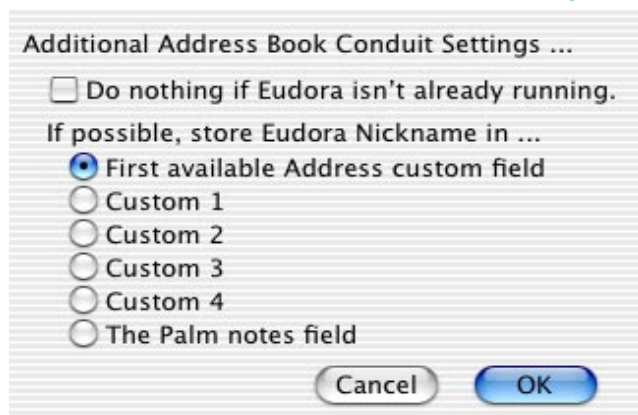 Additional Address Book Conduit Settings ...
Do nothing if Eudora isn't already running.
If possible, store Eudora Nickname in ...
First available Address custom field
Custom 1
Custom 2
Custom 3
Custom 4
The Palm notes field
Cancel OK